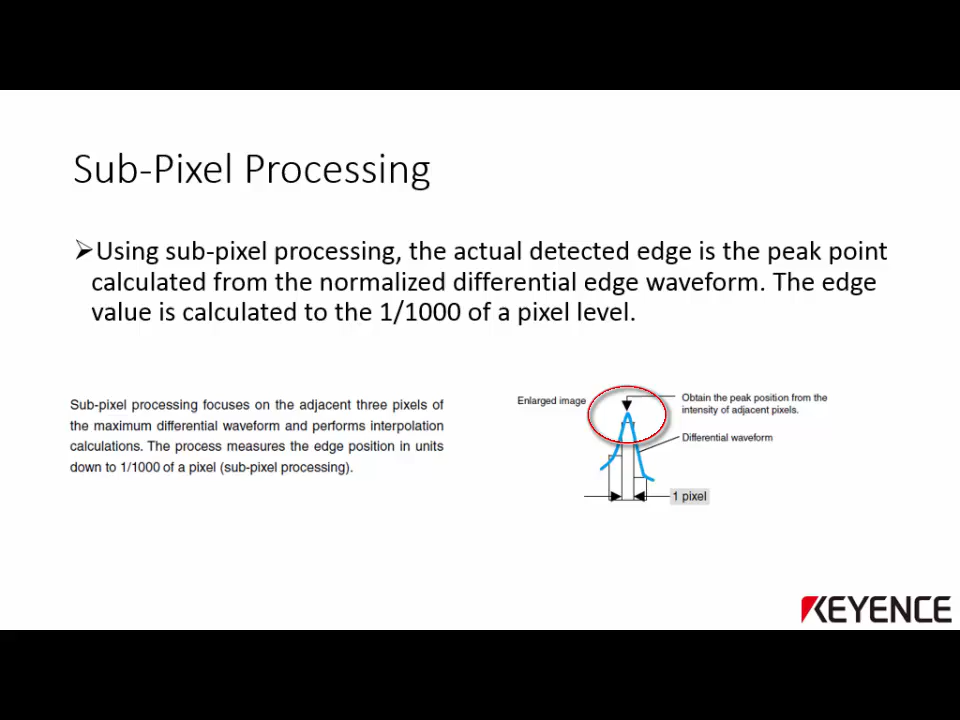 Sub-Pixel Processing
➢Using sub-pixel processing, the actual detected edge is the peak point
calculated from the normalized differential edge waveform. The edge
value is calculated to the 1/1000 of a pixel level.
Sub-pixel processing focuses on the adjacent three pixels of
the maximum differential waveform and performs interpolation
calculations. The process measures the edge position in units
down to 1/1000 of a pixel (sub-pixel processing).
Enlarged image
Obtain the peak position from the
intensity of adjacent pixels.
Differential waveform
1 pixel
KEYENCE